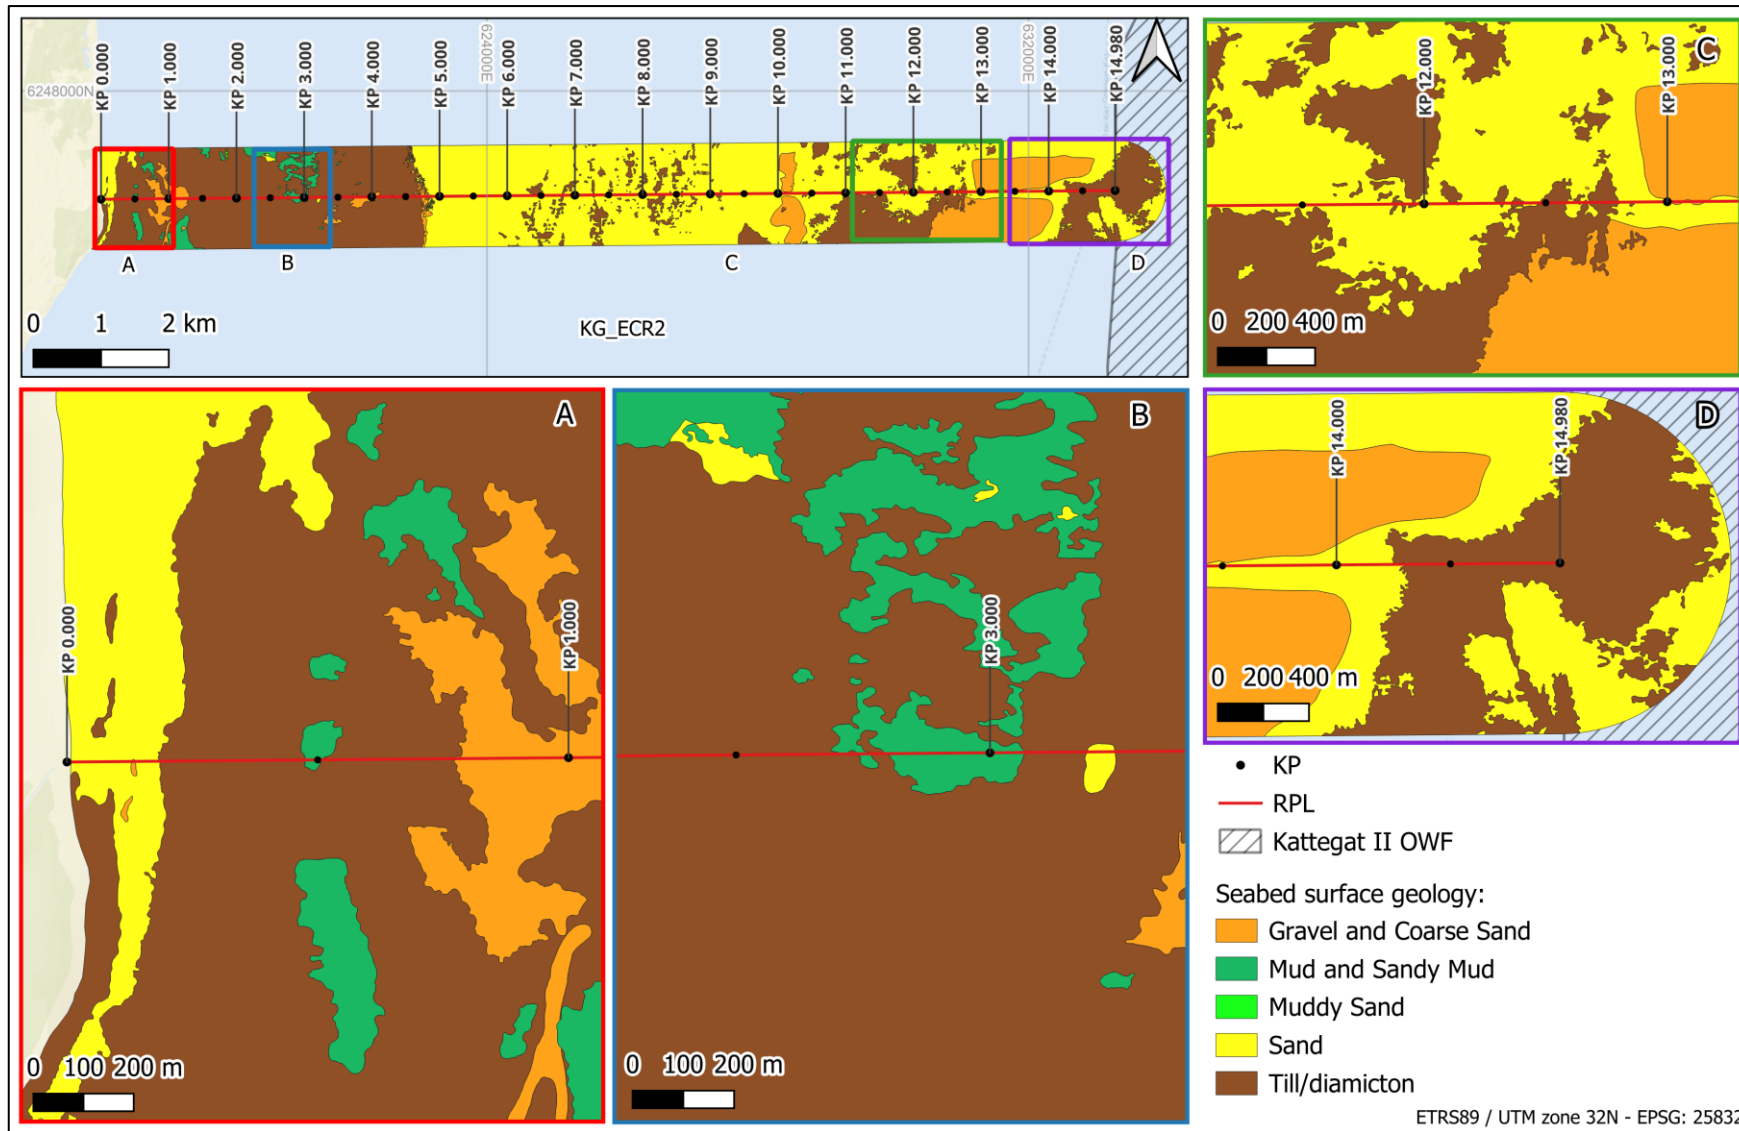 KP 0.000
KP 1.000
KP 2.000
KP 3.000
KP 4.000
KP 5.000
624000E
KP 6.000
KP 7.000
KP 8.000
KP 9.000
KP 10.000
KP 11.000
KP 12.000
KP 13.000
632000E
KP 14.000
KP 14.980
6248000N
A
B
C
D
0 1 2 km
KG_ECR2
C
KP 12.000
KP 13.000
0 200 400 m
A
KP 0.000
KP 1.000
0 100 200 m
B
KP 3.000
0 100 200 m
D
KP 14.000
KP 14.980
0 200 400 m
KP
RPL
Kattegat II OWF
Seabed surface geology:
Gravel and Coarse Sand
Mud and Sandy Mud
Muddy Sand
Sand
Till/diamicton
ETRS89 / UTM zone 32N - EPSG: 25832